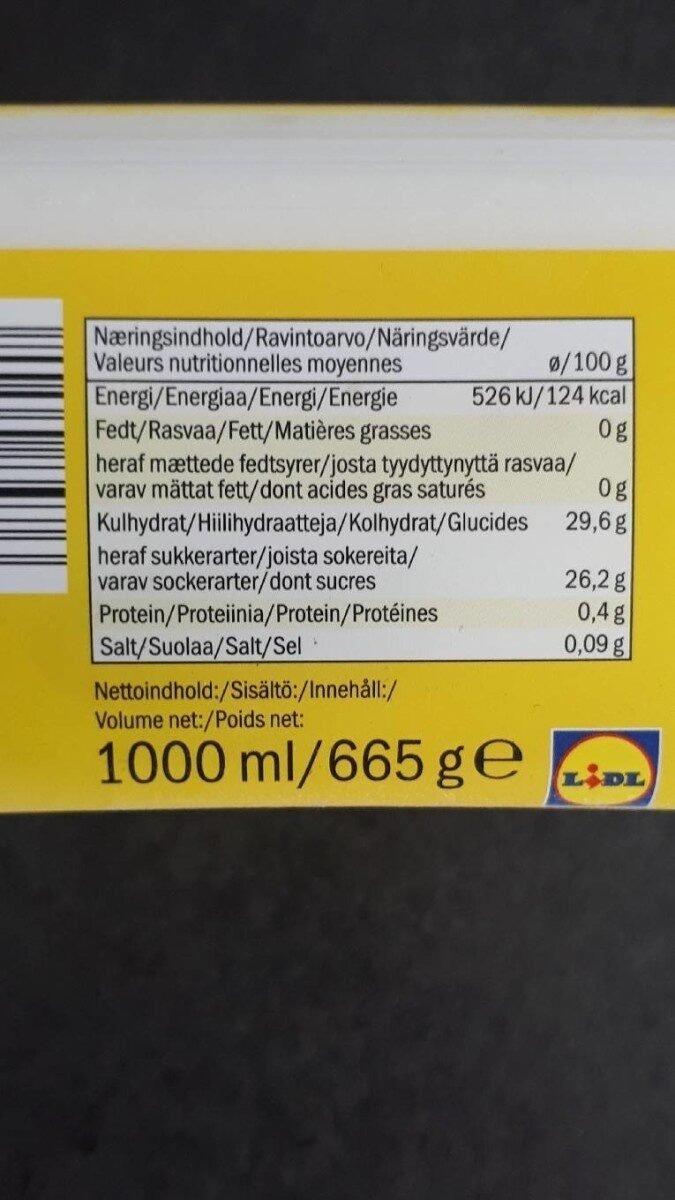 Næringsindhold/Ravintoarvo/Näringsvärde/
Valeurs nutritionnelles moyennes ø/100 g
Energi/Energiaa/Energi/Energie 526 kJ/124 kcal
Fedt/Rasvaa/Fett/Matières grasses 0 g
heraf mættede fedtsyrer/josta tyydyttynyttä rasvaa/
varav mättat fett/dont acides gras saturés 0 g
Kulhydrat/Hiilihydraatteja/Kolhydrat/Glucides 29,6 g
heraf sukkerarter/joista sokereita/
varav sockerarter/dont sucres 26,2 g
Protein/Proteiinia/Protein/Protéines 0,4 g
Salt/Suolaa/Salt/Sel 0,09 g
Nettoindhold:/Sisältö:/Innehåll:/
Volume net:/Poids net:
1000 ml/665 g e
LIDL